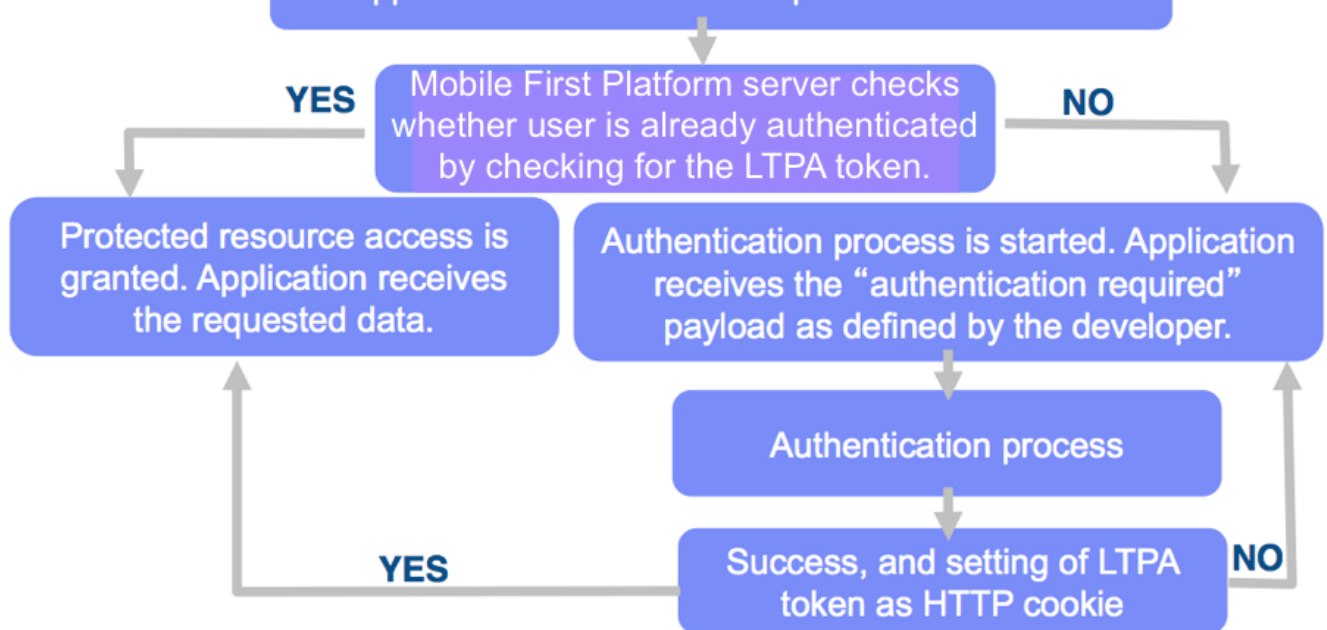 Mobile First Platform server checks
whether user is already authenticated
by checking for the LTPA token.
YES
NO
Protected resource access is
granted. Application receives
the requested data.
Authentication process is started. Application
receives the “authentication required”
payload as defined by the developer.
Authentication process
Success, and setting of LTPA
token as HTTP cookie
YES
NO